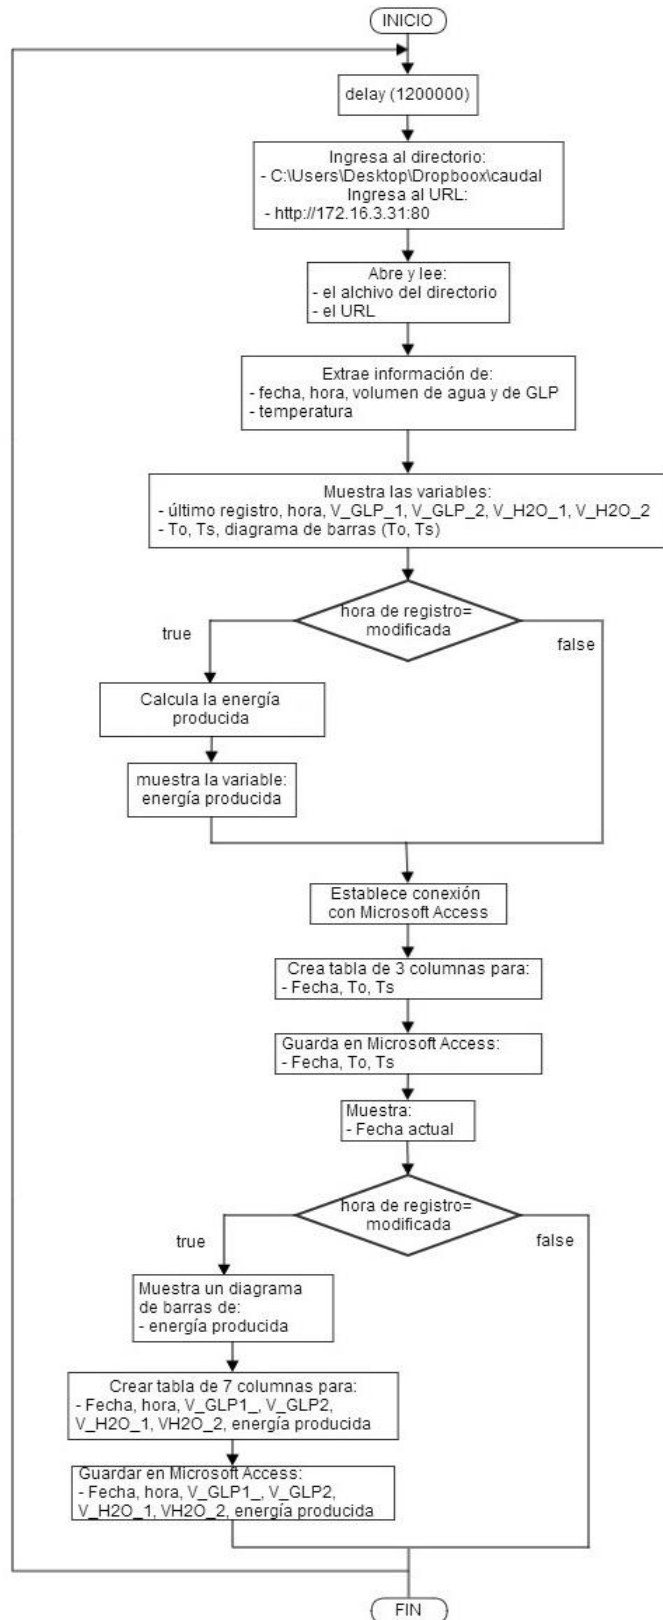 INICIO
delay (1200000)
Ingresa al directorio:
- C:\Users\Desktop\Dropboox\caudal
Ingresa al URL:
- http://172.16.3.31:80
Abre y lee:
- el alchivo del directorio
- el URL
Extrae información de:
- fecha, hora, volumen de agua y de GLP
- temperatura
Muestra las variables:
- último registro, hora, V_GLP_1, V_GLP_2, V_H2O_1, V_H2O_2
- To, Ts, diagrama de barras (To, Ts)
hora de registro=
modificada
true
false
Calcula la energía
producida
muestra la variable:
energía producida
Establece conexión
con Microsoft Access
Crea tabla de 3 columnas para:
- Fecha, To, Ts
Guarda en Microsoft Access:
- Fecha, To, Ts
Muestra:
- Fecha actual
hora de registro=
modificada
true
false
Muestra un diagrama
de barras de:
- energía producida
Crear tabla de 7 columnas para:
- Fecha, hora, V_GLP1_, V_GLP2,
V_H2O_1, VH2O_2, energía producida
Guardar en Microsoft Access:
- Fecha, hora, V_GLP1_, V_GLP2,
V_H2O_1, VH2O_2, energía producida
FIN